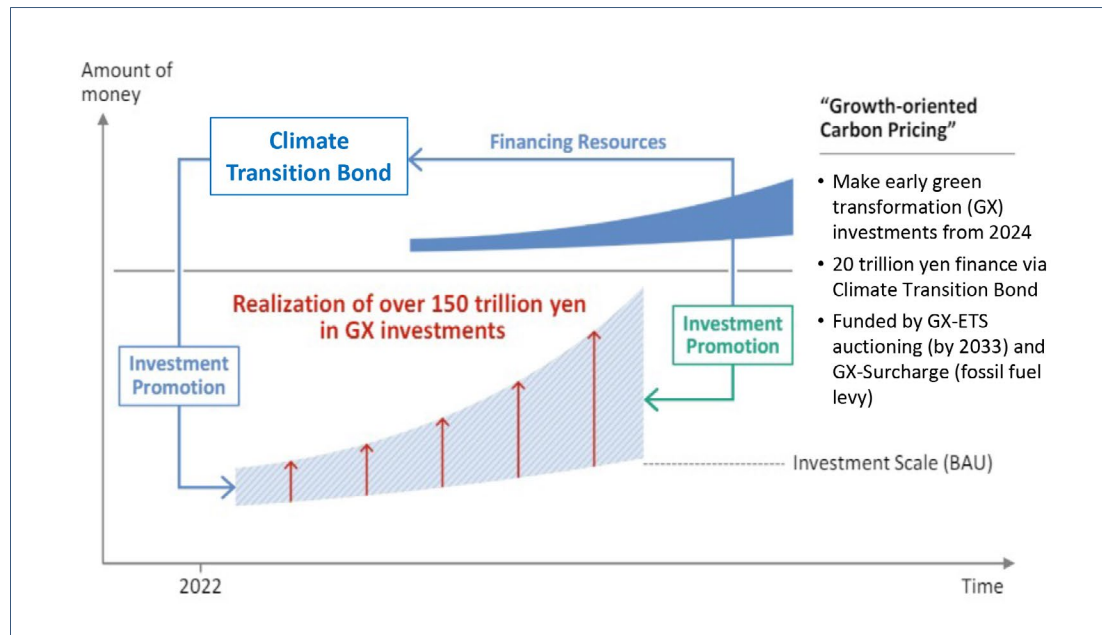 Amount of
money
Climate
Transition Bond
Financing Resources
“Growth-oriented
Carbon Pricing”
• Make early green
transformation (GX)
investments from 2024
• 20 trillion yen finance via
Climate Transition Bond
• Funded by GX-ETS
auctioning (by 2033) and
GX-Surcharge (fossil fuel
levy)
Realization of over 150 trillion yen
in GX investments
Investment
Promotion
Investment
Promotion
Investment Scale (BAU)
2022
Time